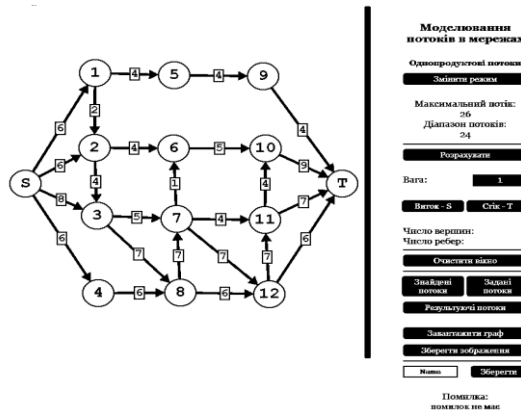 Моделювання
потоків в мережах
Однопродуктові потоки
Змінити режим
Максимальний потік:
26
Діапазон потоків:
24
Розрахувати
Вага: 1
Виток - S Стік - T
Число вершин:
Число ребер:
Очистити вікно
Знайдені потоки Задані потоки
Результуючі потоки
Завантажити граф
Зберегти зображення
Name Зберегти
Помилка:
помилок не має
1 4 5 4 9
6 2 4
2 4 6 5 10
6 4 1 4 9
S T
8 3 5 7 4 11 7
6 7 7 7 7 6
4 6 8 6 12